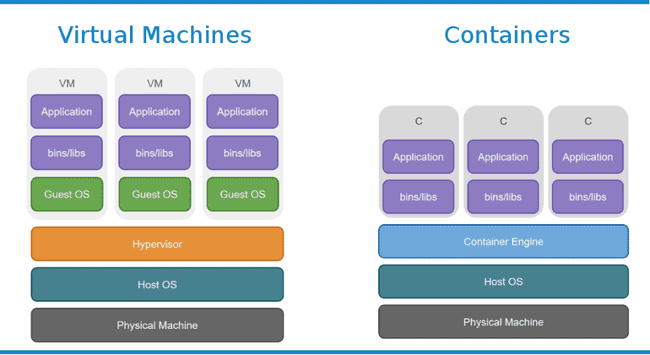 Virtual Machines
VM VM VM
Application Application Application
bins/libs bins/libs bins/libs
Guest OS Guest OS Guest OS
Hypervisor
Host OS
Physical Machine
Containers
C C C
Application Application Application
bins/libs bins/libs bins/libs
Container Engine
Host OS
Physical Machine